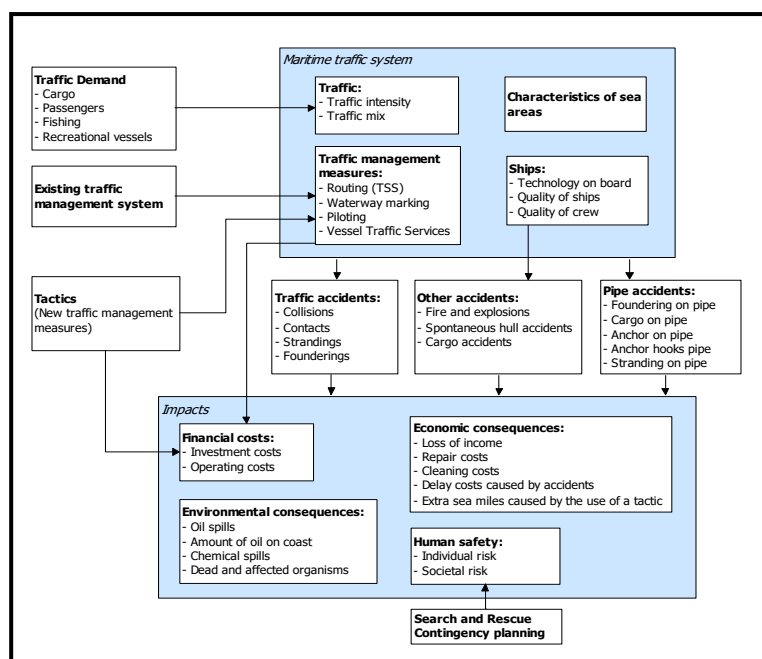 Maritime traffic system
Traffic Demand
- Cargo
- Passengers
- Fishing
- Recreational vessels
Traffic:
- Traffic intensity
- Traffic mix
Characteristics of sea
areas
Existing traffic
management system
Traffic management
measures:
- Routing (TSS)
- Waterway marking
- Piloting
- Vessel Traffic Services
Ships:
- Technology on board
- Quality of ships
- Quality of crew
Tactics
(New traffic management
measures)
Traffic accidents:
- Collisions
- Contacts
- Strandings
- Founderings
Other accidents:
- Fire and explosions
- Spontaneous hull accidents
- Cargo accidents
Pipe accidents:
- Foundering on pipe
- Cargo on pipe
- Anchor on pipe
- Anchor hooks pipe
- Stranding on pipe
Impacts
Financial costs:
- Investment costs
- Operating costs
Economic consequences:
- Loss of income
- Repair costs
- Cleaning costs
- Delay costs caused by accidents
- Extra sea miles caused by the use of a tactic
Environmental consequences:
- Oil spills
- Amount of oil on coast
- Chemical spills
- Dead and affected organisms
Human safety:
- Individual risk
- Societal risk
Search and Rescue
Contingency planning